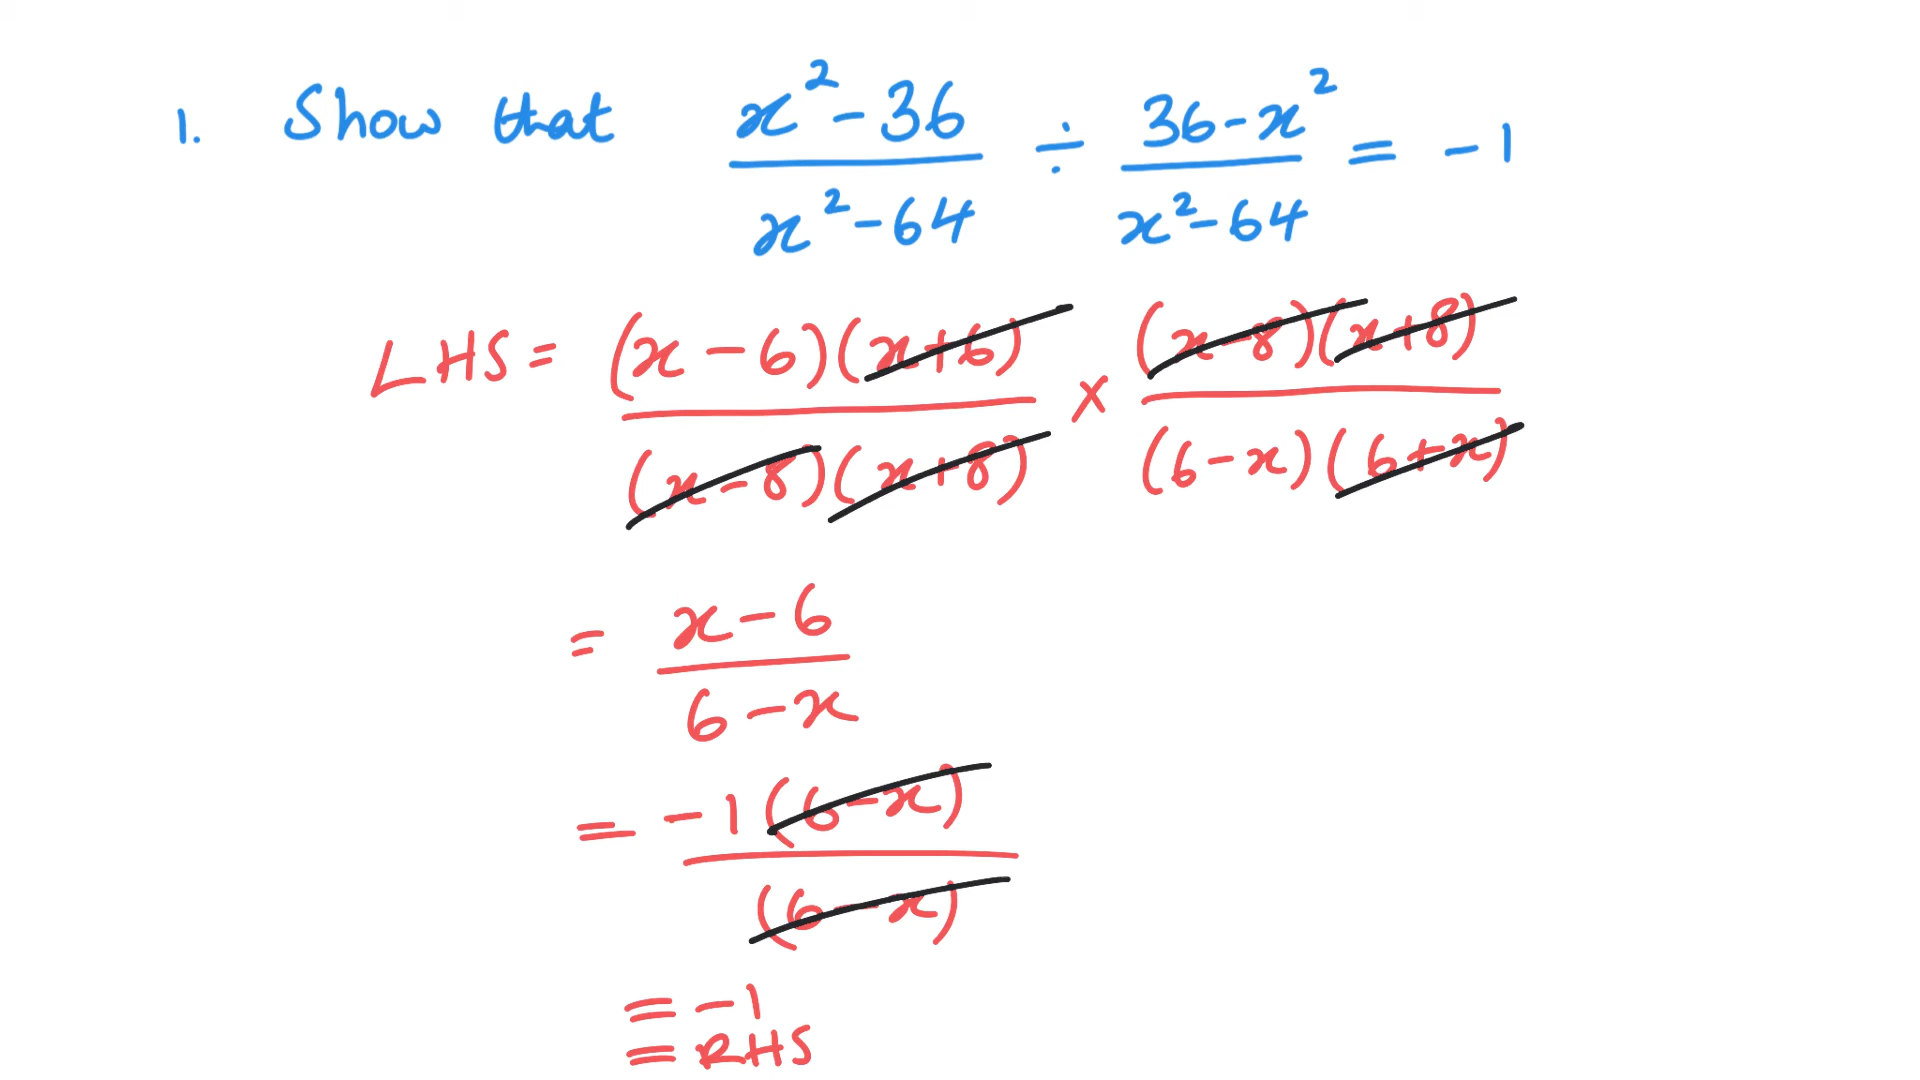 1. Show that (x² - 36)/(x² - 64) ÷ (36 - x²)/(x² - 64) = -1
LHS = (x - 6)(x + 6)/(x - 8)(x + 8) × (x - 8)(x + 8)/(6 - x)(6 + x)
= (x - 6)/(6 - x)
= -1(6 - x)/(6 - x)
= -1
= RHS